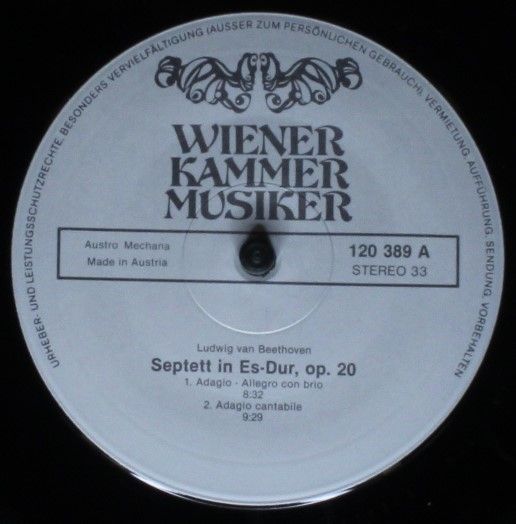 URHEBER- UND LEISTUNGSSCHUTZRECHTE, BESONDERS VERVIELFÄLTIGUNG (AUSSER ZUM PERSÖNLICHEN GEBRAUCH), VERMIETUNG, AUFFÜHRUNG, SENDUNG, VORBEHALTEN
WIENER
KAMMER
MUSIKER
Austro Mechana
Made in Austria
120 389 A
STEREO 33
Ludwig van Beethoven
Septett in Es-Dur, op. 20
1. Adagio - Allegro con brio
8:32
2. Adagio cantabile
9:29